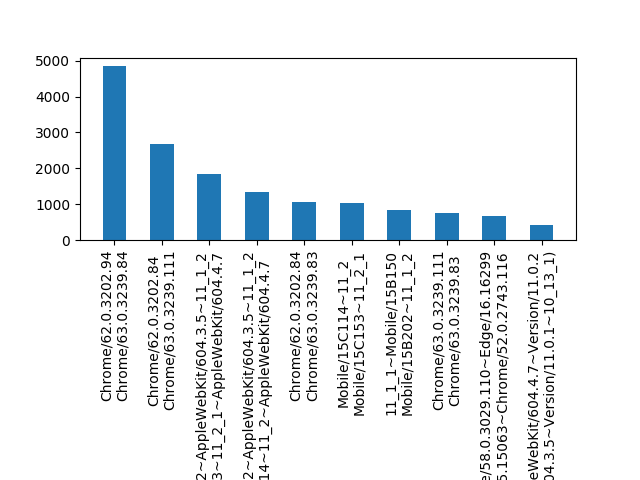 5000
4000
3000
2000
1000
0
Chrome/62.0.3202.94
Chrome/63.0.3239.84
Chrome/62.0.3202.84
Chrome/63.0.3239.111
2~AppleWebKit/604.3.5~11_1_2
3~11_2_1~AppleWebKit/604.4.7
2~AppleWebKit/604.3.5~11_1_2
14~11_2~AppleWebKit/604.4.7
Chrome/62.0.3202.84
Chrome/63.0.3239.83
Mobile/15C114~11_2
Mobile/15C153~11_2_1
11_1_1~Mobile/15B150
Mobile/15B202~11_1_2
Chrome/63.0.3239.111
Chrome/63.0.3239.83
e/58.0.3029.110~Edge/16.16299
5.15063~Chrome/52.0.2743.116
eWebKit/604.4.7~Version/11.0.2
04.3.5~Version/11.0.1~10_13_1)